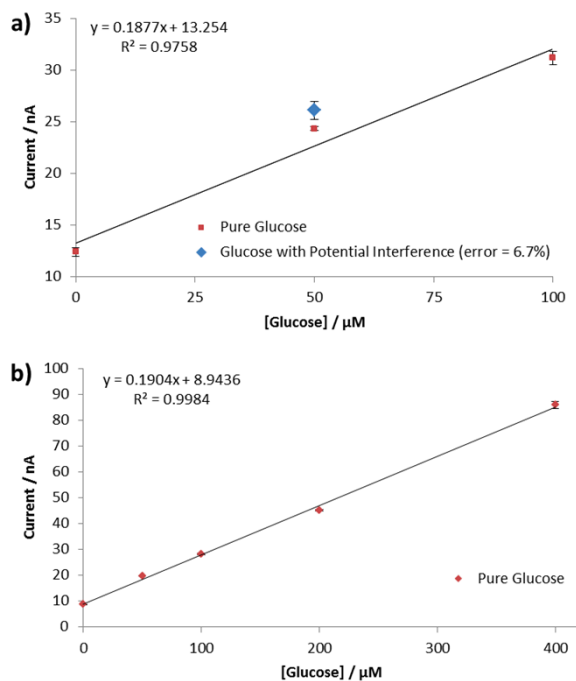 a)
y = 0.1877x + 13.254
R² = 0.9758
35
30
25
20
15
10
Current / nA
Pure Glucose
Glucose with Potential Interference (error = 6.7%)
0 25 50 75 100
[Glucose] / µM
b)
y = 0.1904x + 8.9436
R² = 0.9984
100
90
80
70
60
50
40
30
20
10
0
Current / nA
Pure Glucose
0 100 200 400
[Glucose] / µM